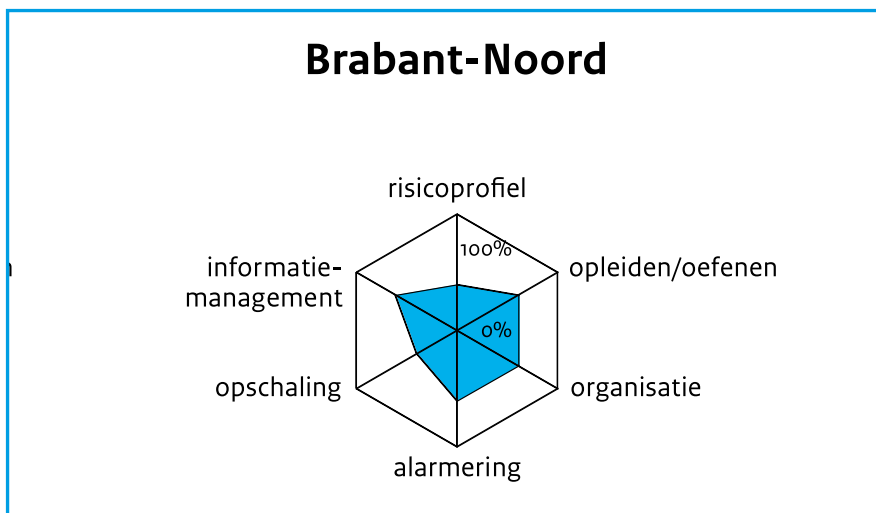 Brabant-Noord
risicoprofiel
100%
informatie-
management
opleiden/oefenen
0%
opschaling
organisatie
alarmering